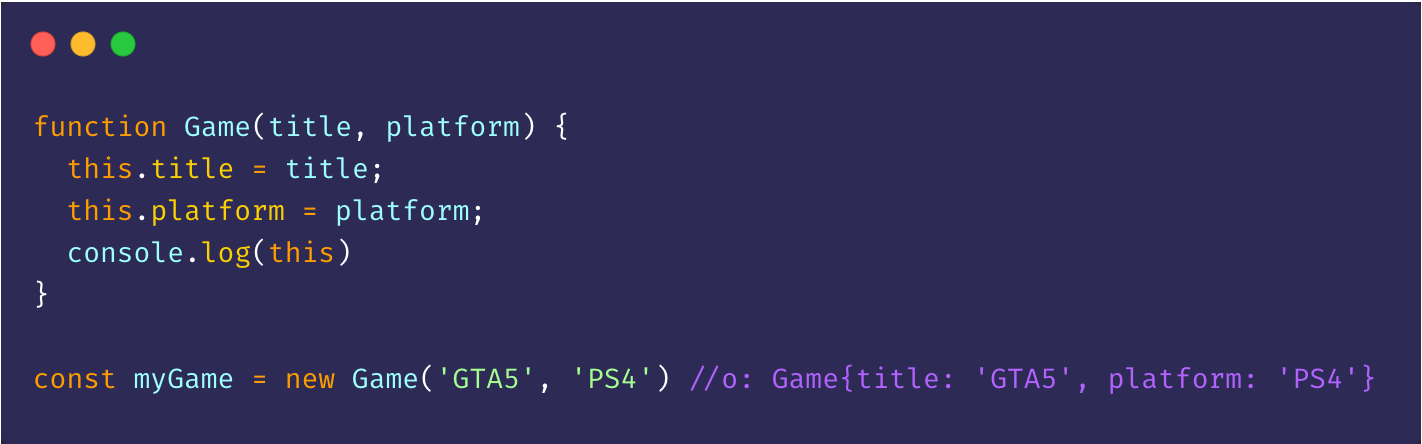 function Game(title, platform) {
  this.title = title;
  this.platform = platform;
  console.log(this)
}
const myGame = new Game('GTA5', 'PS4') //o: Game{title: 'GTA5', platform: 'PS4'}